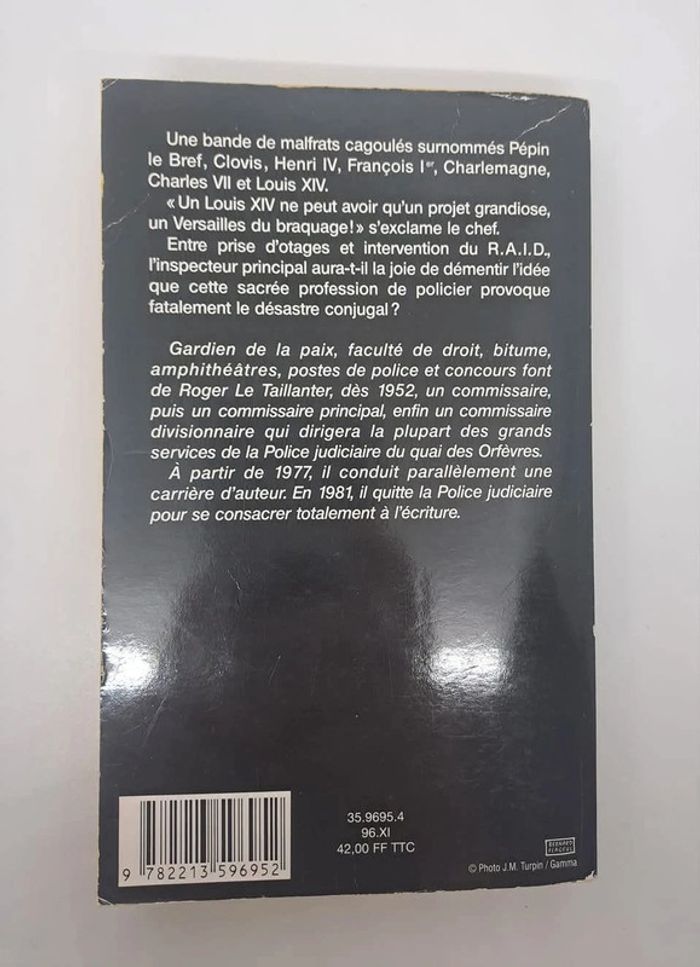 Une bande de malfrats cagoulés surnommés Pépin
le Bref, Clovis, Henri IV, François Ier, Charlemagne,
Charles VII et Louis XIV.
« Un Louis XIV ne peut avoir qu'un projet grandiose,
un Versailles du braquage! » s'exclame le chef.
Entre prise d'otages et intervention du R.A.I.D.,
l'inspecteur principal aura-t-il la joie de démentir l'idée
que cette sacrée profession de policier provoque
fatalement le désastre conjugal ?
Gardien de la paix, faculté de droit, bitume,
amphithéâtres, postes de police et concours font
de Roger Le Taillanter, dès 1952, un commissaire,
puis un commissaire principal, enfin un commissaire
divisionnaire qui dirigera la plupart des grands
services de la Police judiciaire du quai des Orfèvres.
À partir de 1977, il conduit parallèlement une
carrière d'auteur. En 1981, il quitte la Police judiciaire
pour se consacrer totalement à l'écriture.
35.9695.4
96.XI
42,00 FF TTC
9 782213 596952
BERNARD
© Photo J.M. Turpin / Gamma